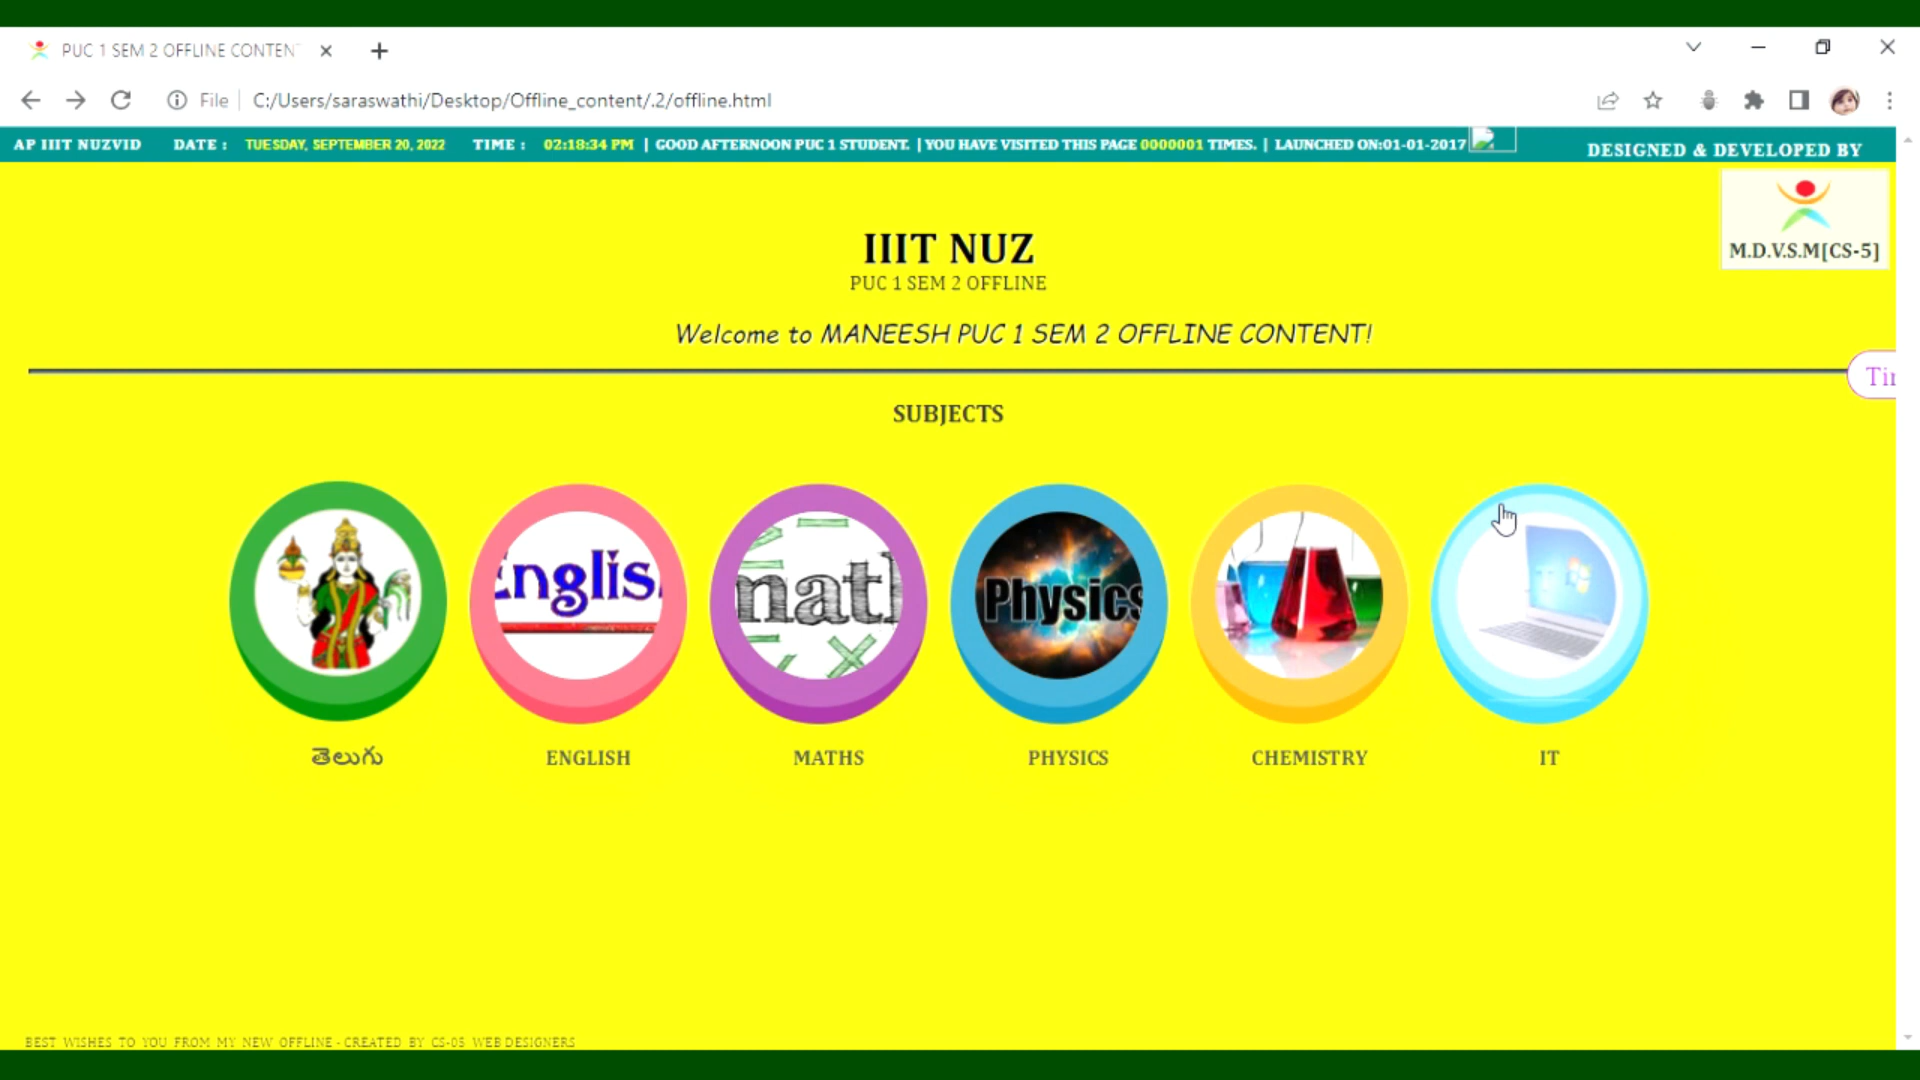 PUC 1 SEM 2 OFFLINE CONTEN
File
C:/Users/saraswathi/Desktop/Offline_content/.2/offline.html
AP IIIT NUZVID DATE : TUESDAY, SEPTEMBER 20, 2022 TIME : 02:18:34 PM | GOOD AFTERNOON PUC 1 STUDENT. | YOU HAVE VISITED THIS PAGE 0000001 TIMES. | LAUNCHED ON:01-01-2017
DESIGNED & DEVELOPED BY
M.D.V.S.M[CS-5]
IIIT NUZ
PUC 1 SEM 2 OFFLINE
Welcome to MANEESH PUC 1 SEM 2 OFFLINE CONTENT!
SUBJECTS
Englis
math
Physics
తెలుగు
ENGLISH
MATHS
PHYSICS
CHEMISTRY
IT
BEST WISHES TO YOU FROM MY NEW OFFLINE - CREATED BY CS-05 WEB DESIGNERS